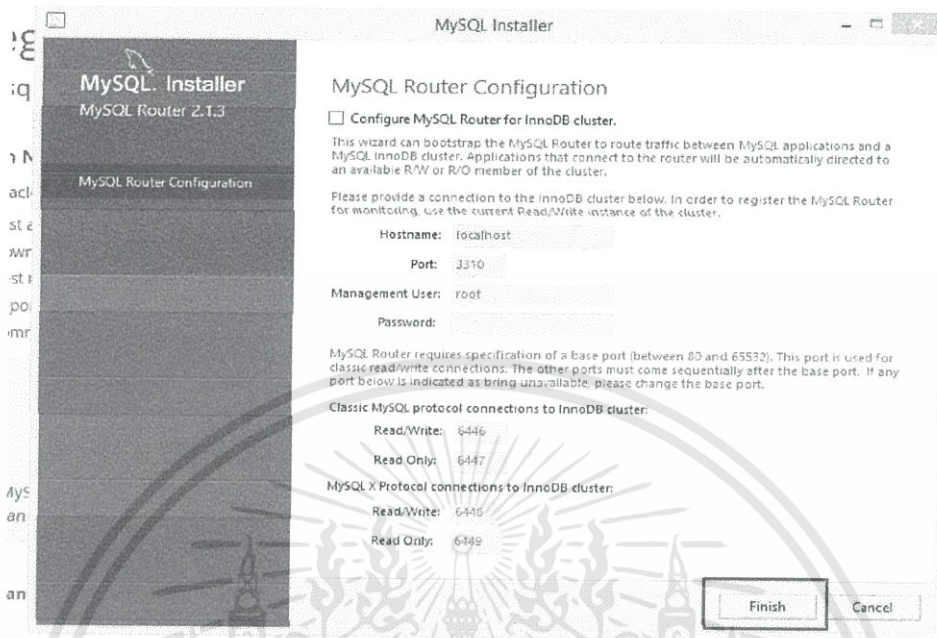 MySQL Installer
MySQL. Installer
MySQL Router 2.1.3
MySQL Router Configuration
MySQL Router Configuration
Configure MySQL Router for InnoDB cluster.
This wizard can bootstrap the MySQL Router to route traffic between MySQL applications and a
MySQL InnoDB cluster. Applications that connect to the router will be automatically directed to
an available R/W or R/O member of the cluster.
Please provide a connection to the InnoDB cluster below. In order to register the MySQL Router
for monitoring, use the current Read/Write instance of the cluster.
Hostname: localhost
Port: 3310
Management User: root
Password:
MySQL Router requires specification of a base port (between 80 and 65532). This port is used for
classic read/write connections. The other ports must come sequentially after the base port. If any
port below is indicated as bring unavailable, please change the base port.
Classic MySQL protocol connections to InnoDB cluster:
Read/Write: 6446
Read Only: 6447
MySQL X Protocol connections to InnoDB cluster:
Read/Write: 6448
Read Only: 6449
Finish
Cancel